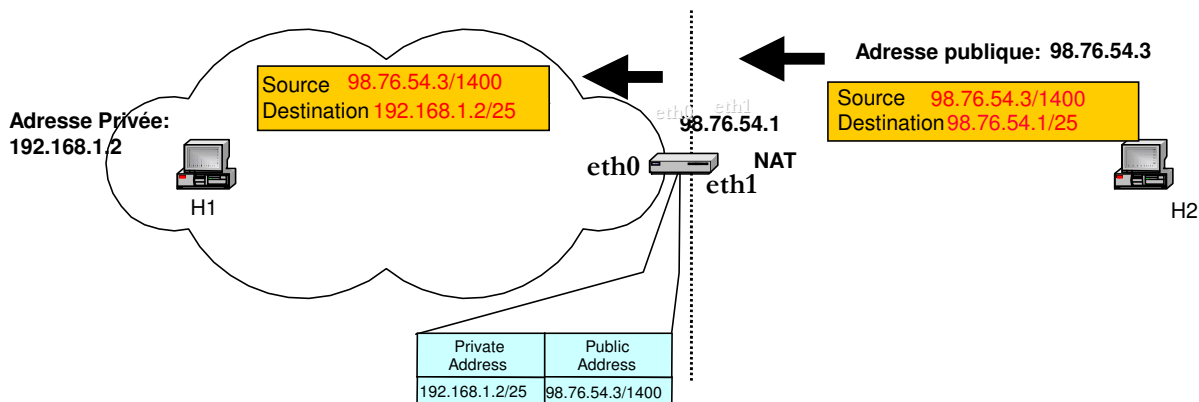 Adresse publique: 98.76.54.3
Source 98.76.54.3/1400
Destination 192.168.1.2/25
Source 98.76.54.3/1400
Destination 98.76.54.1/25
Adresse Privée:
192.168.1.2
eth0 eth1
98.76.54.1
NAT
eth0
eth1
H1
H2
Private Address
Public Address
192.168.1.2/25
98.76.54.3/1400